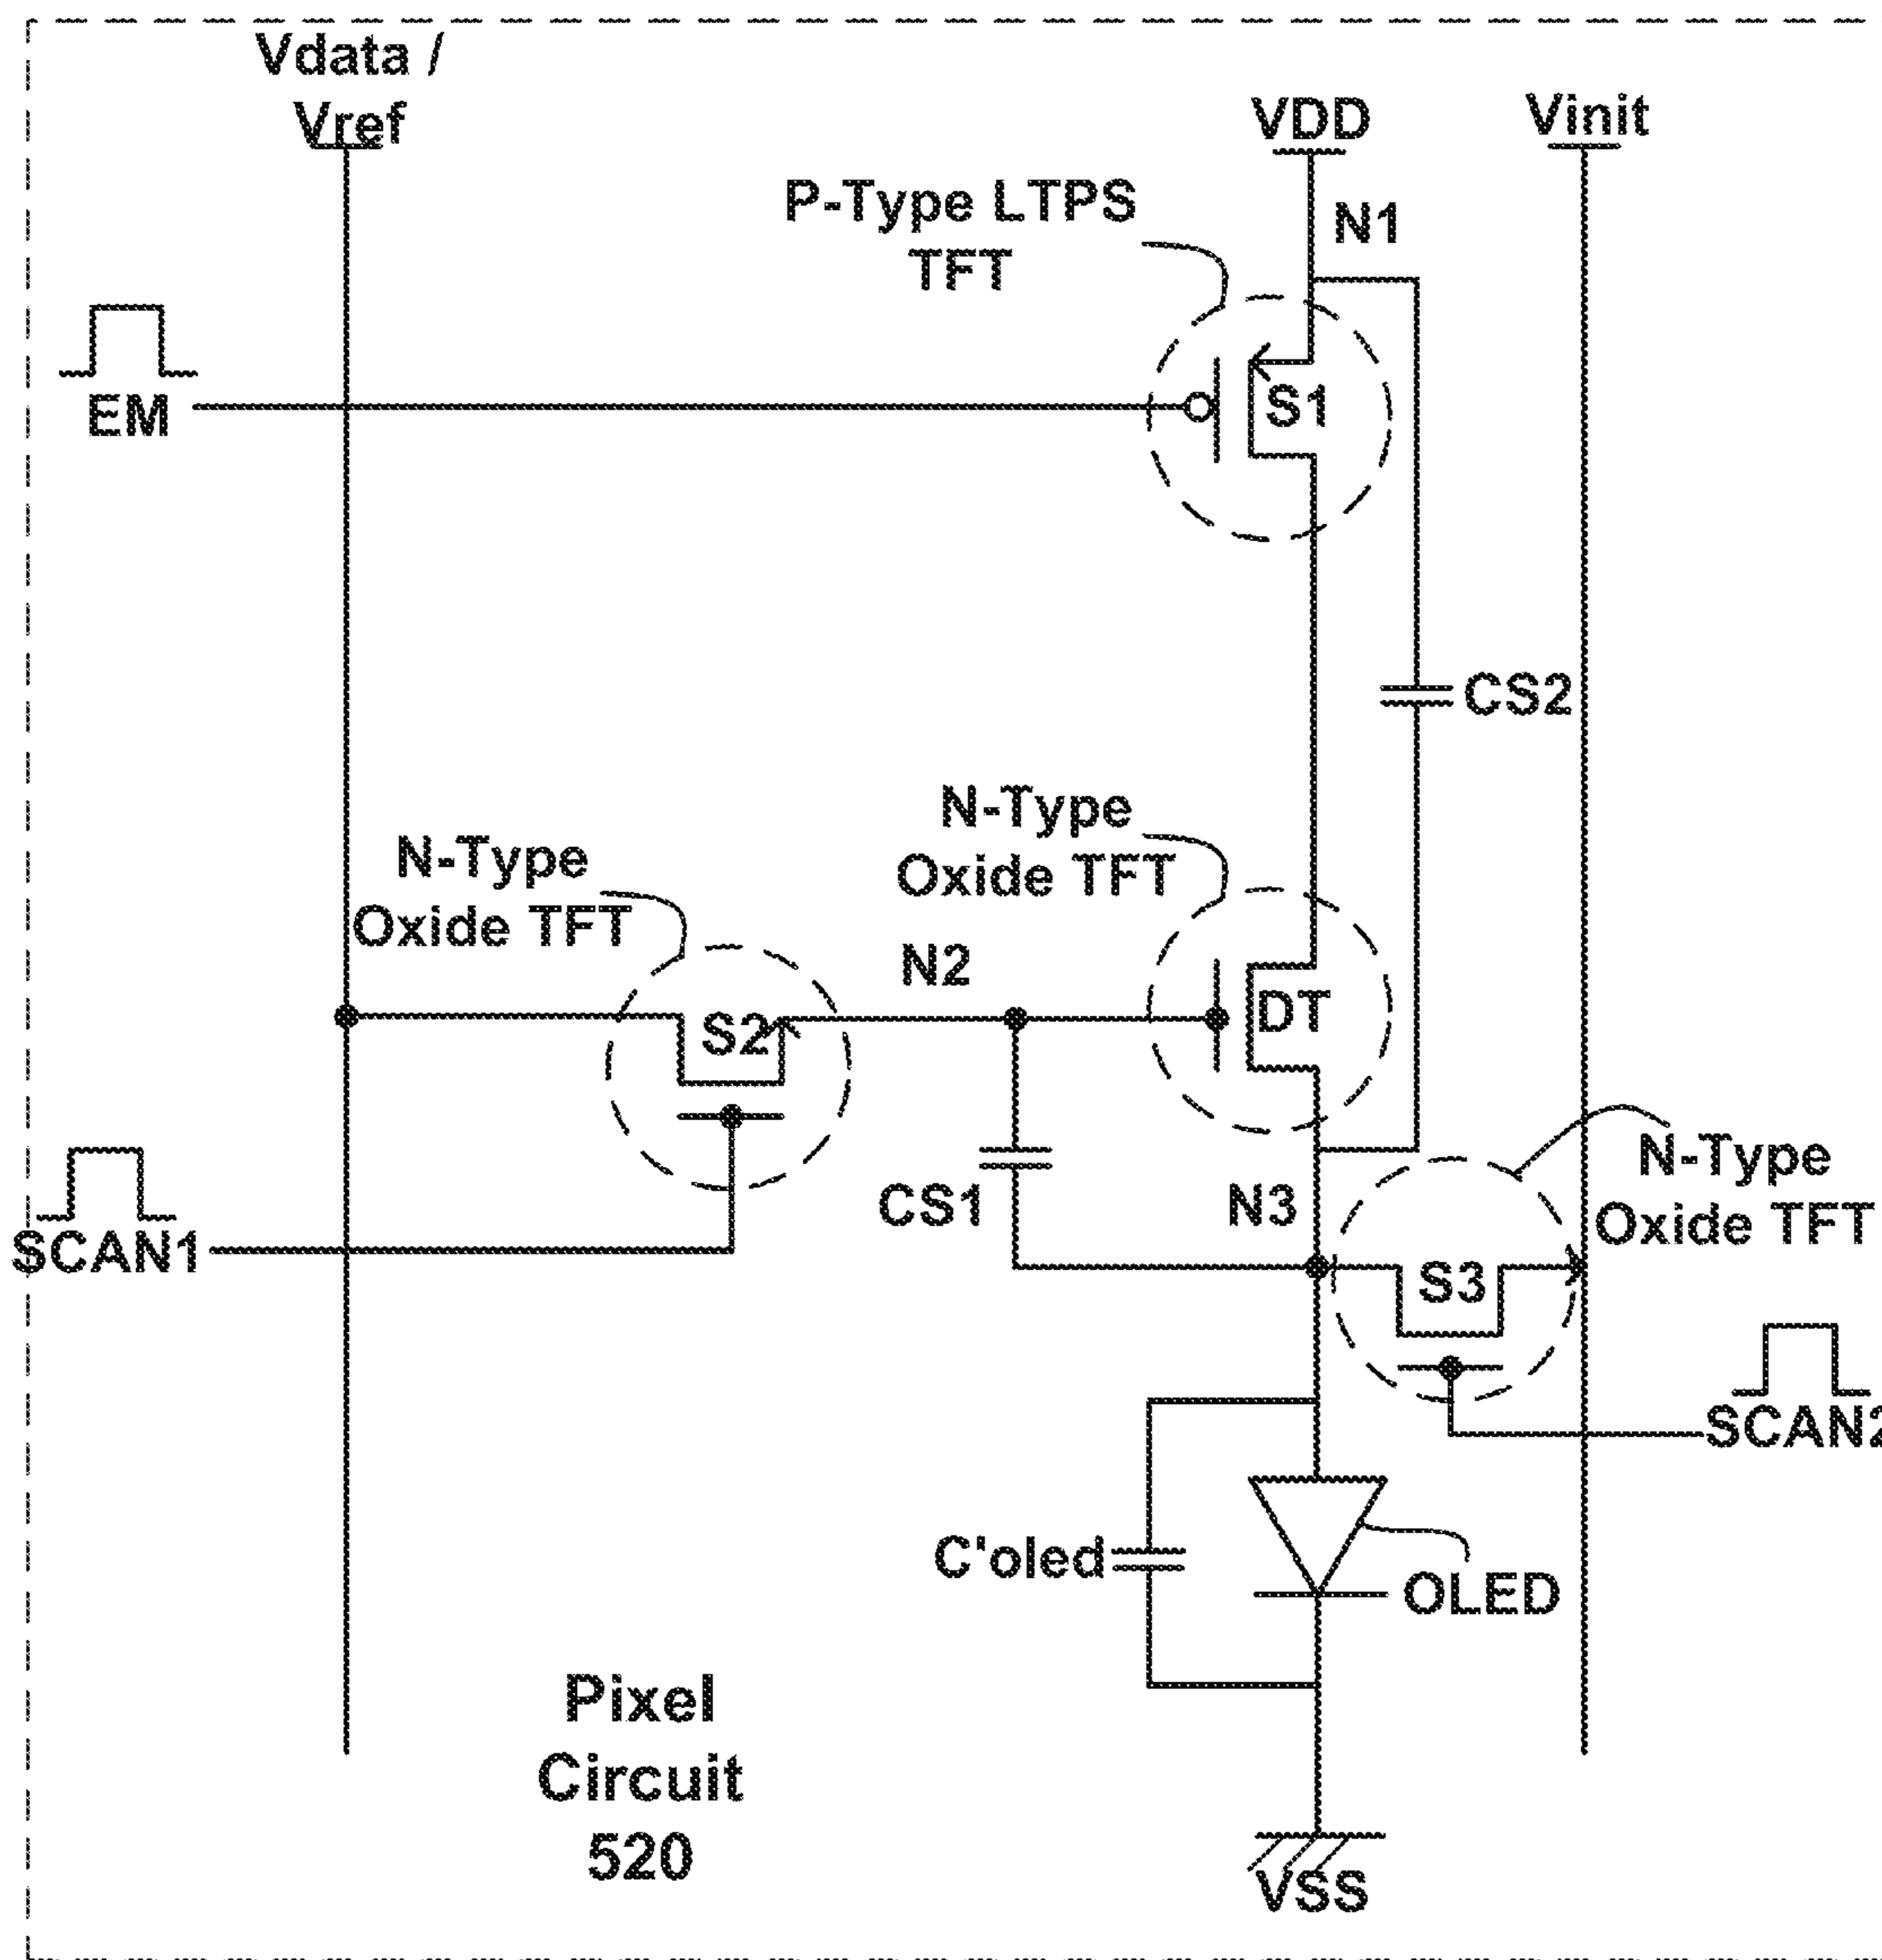 Vdata /
Vref
VDD
Vinit
P-Type LTPS
TFT
N1
EM
S1
CS2
N-Type
Oxide TFT
N-Type
Oxide TFT
N2
S2
DT
SCAN1
CS1
N3
N-Type
Oxide TFT
S3
SCAN2
C'oled
OLED
Pixel
Circuit
520
VSS